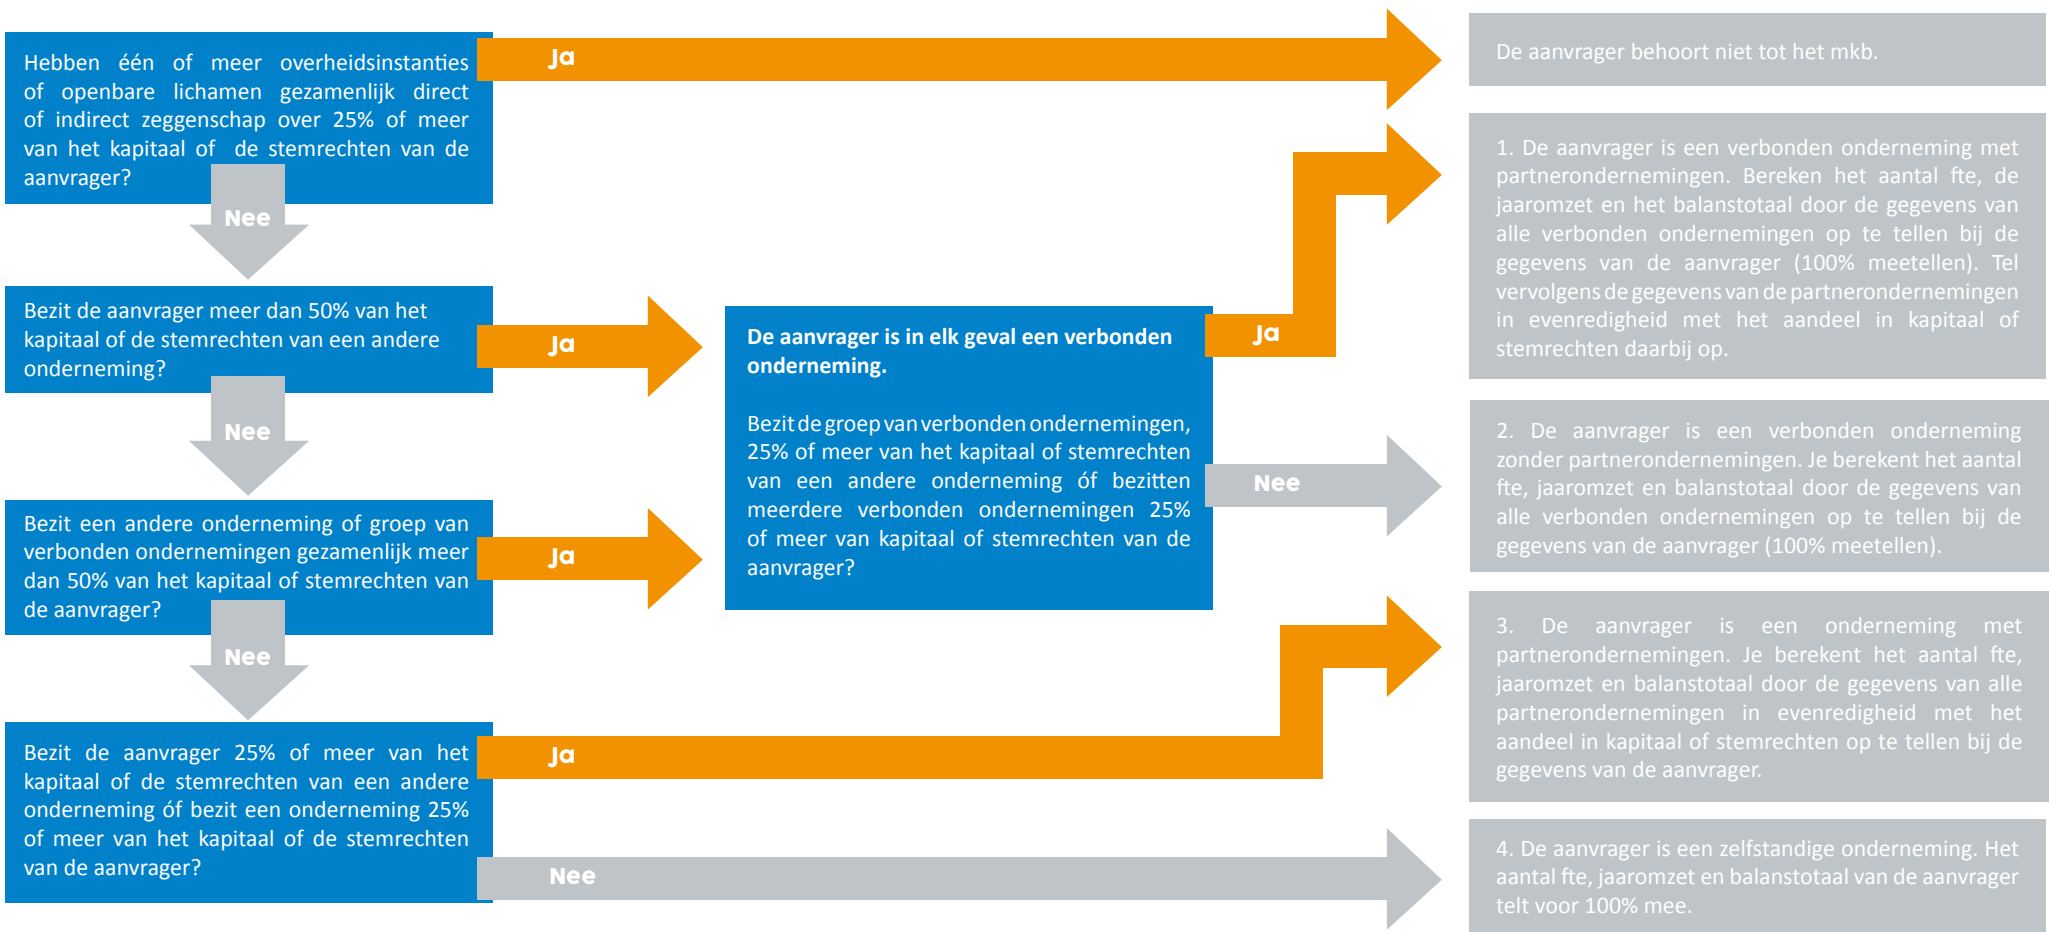 Hebben één of meer overheidsinstanties
of openbare lichamen gezamenlijk direct
of indirect zeggenschap over 25% of meer
van het kapitaal of de stemrechten van de
aanvrager?
Ja
De aanvrager behoort niet tot het mkb.
Nee
Bezit de aanvrager meer dan 50% van het
kapitaal of de stemrechten van een andere
onderneming?
Ja
Nee
Bezit een andere onderneming of groep van
verbonden ondernemingen gezamenlijk meer
dan 50% van het kapitaal of stemrechten van
de aanvrager?
Ja
Nee
De aanvrager is in elk geval een verbonden
onderneming.
Bezit de groep van verbonden ondernemingen,
25% of meer van het kapitaal of stemrechten
van een andere onderneming óf bezitten
meerdere verbonden ondernemingen 25%
of meer van kapitaal of stemrechten van de
aanvrager?
Ja
1. De aanvrager is een verbonden onderneming met
partnerondernemingen. Bereken het aantal fte, de
jaaromzet en het balanstotaal door de gegevens van
alle verbonden ondernemingen op te tellen bij de
gegevens van de aanvrager (100% meetellen). Tel
vervolgens de gegevens van de partnerondernemingen
in evenredigheid met het aandeel in kapitaal of
stemrechten daarbij op.
Nee
2. De aanvrager is een verbonden onderneming
zonder partnerondernemingen. Je berekent het aantal
fte, jaaromzet en balanstotaal door de gegevens van
alle verbonden ondernemingen op te tellen bij de
gegevens van de aanvrager (100% meetellen).
Bezit de aanvrager 25% of meer van het
kapitaal of de stemrechten van een andere
onderneming óf bezit een onderneming 25%
of meer van het kapitaal of de stemrechten
van de aanvrager?
Ja
3. De aanvrager is een onderneming met
partnerondernemingen. Je berekent het aantal fte,
jaaromzet en balanstotaal door de gegevens van alle
partnerondernemingen in evenredigheid met het
aandeel in kapitaal of stemrechten op te tellen bij de
gegevens van de aanvrager.
Nee
4. De aanvrager is een zelfstandige onderneming. Het
aantal fte, jaaromzet en balanstotaal van de aanvrager
telt voor 100% mee.